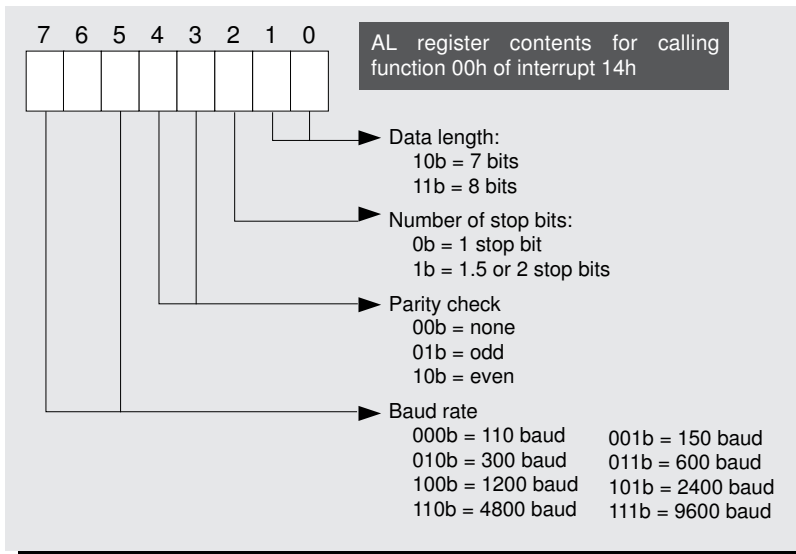 7 6 5 4 3 2 1 0
AL register contents for calling
function 00h of interrupt 14h
Data length:
10b = 7 bits
11b = 8 bits
Number of stop bits:
0b = 1 stop bit
1b = 1.5 or 2 stop bits
Parity check
00b = none
01b = odd
10b = even
Baud rate
000b = 110 baud 001b = 150 baud
010b = 300 baud 011b = 600 baud
100b = 1200 baud 101b = 2400 baud
110b = 4800 baud 111b = 9600 baud